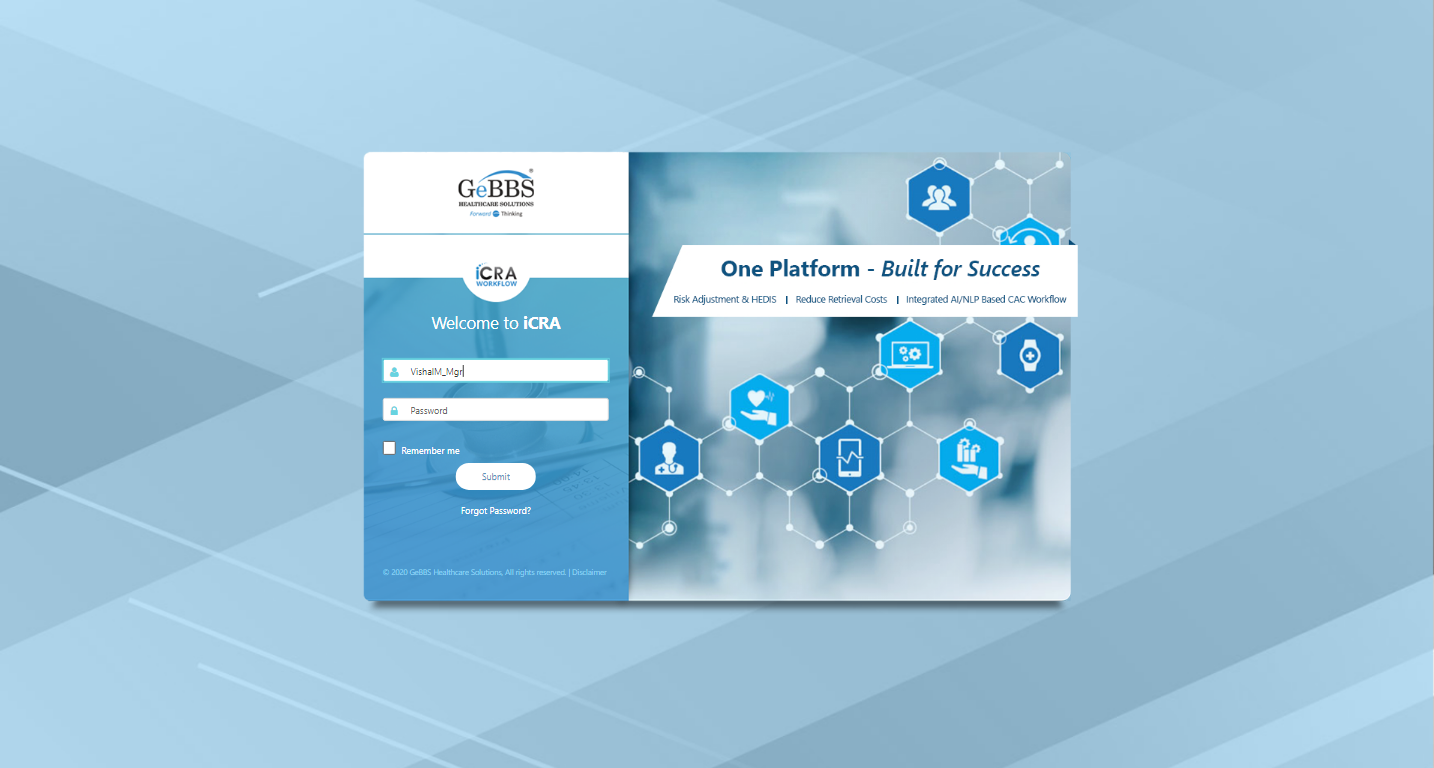 GeBBS®
HEALTHCARE SOLUTIONS
Forward Thinking
iCRA
WORKFLOW
Welcome to iCRA
VishalM_Mgr
Password
Remember me
Submit
Forgot Password?
© 2020 GeBBS Healthcare Solutions, All rights reserved. | Disclaimer
One Platform - Built for Success
Risk Adjustment & HEDIS | Reduce Retrieval Costs | Integrated AI/NLP Based CAC Workflow